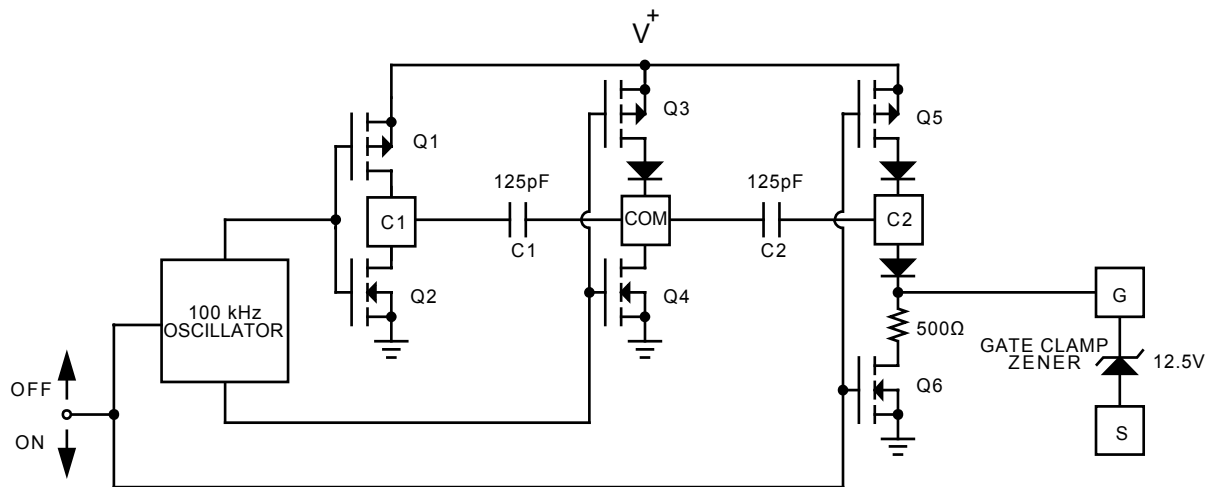 V+
Q1
Q3
Q5
125pF
125pF
C1
COM
C2
C1
C2
Q2
Q4
100 kHz
OSCILLATOR
G
500Ω
GATE CLAMP
ZENER
12.5V
OFF
Q6
ON
S